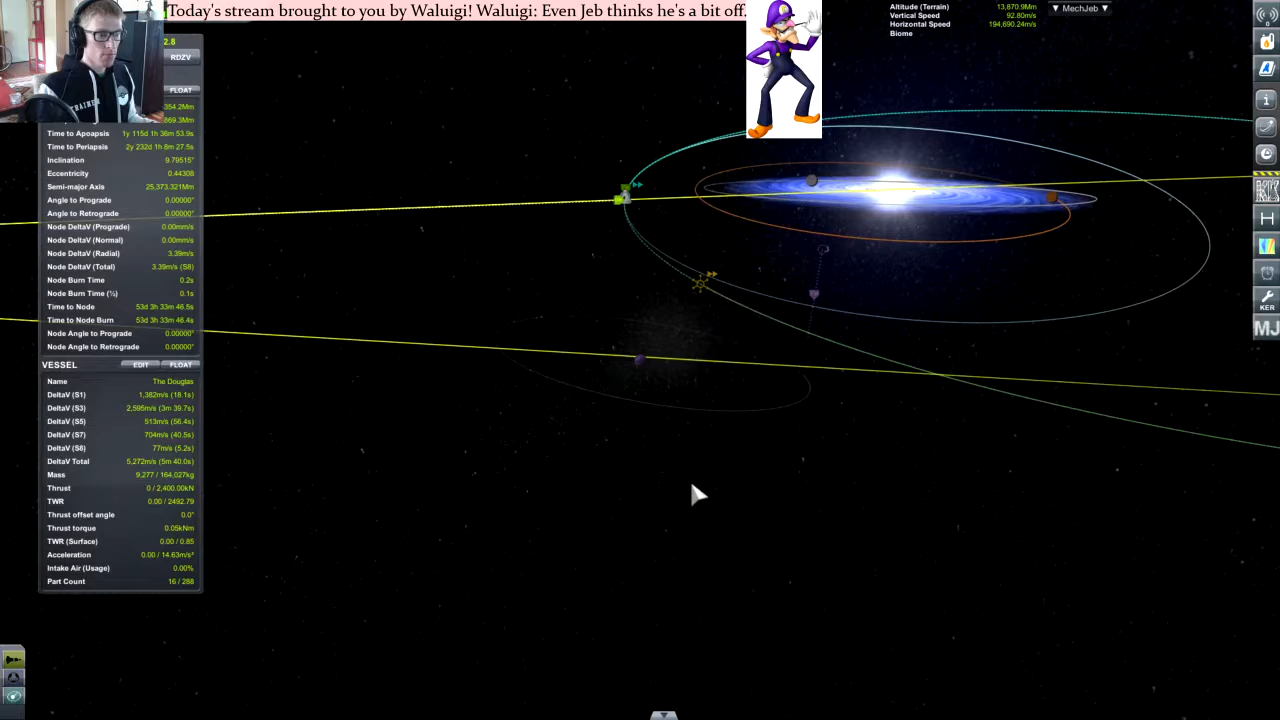 Today's stream brought to you by Waluigi! Waluigi: Even Jeb thinks he's a bit off.
Altitude (Terrain) 13,870.9Mm
Vertical Speed 92.80m/s
Horizontal Speed 194,690.24m/s
Biome
▼ MechJeb ▼
2.8
RDZV
FLOAT
354.2Mm
869.3Mm
Time to Apoapsis 1y 115d 1h 36m 53.9s
Time to Periapsis 2y 232d 1h 8m 27.5s
Inclination 9.79515°
Eccentricity 0.44308
Semi-major Axis 25,373.321Mm
Angle to Prograde 0.00000°
Angle to Retrograde 0.00000°
Node DeltaV (Prograde) 0.00mm/s
Node DeltaV (Normal) 0.00mm/s
Node DeltaV (Radial) 3.39m/s
Node DeltaV (Total) 3.39m/s (S8)
Node Burn Time 0.2s
Node Burn Time (½) 0.1s
Time to Node 53d 3h 33m 46.5s
Time to Node Burn 53d 3h 33m 46.4s
Node Angle to Prograde 0.00000°
Node Angle to Retrograde 0.00000°
VESSEL EDIT FLOAT
Name The Douglas
DeltaV (S1) 1,382m/s (18.1s)
DeltaV (S3) 2,595m/s (3m 39.7s)
DeltaV (S5) 513m/s (56.4s)
DeltaV (S7) 704m/s (40.5s)
DeltaV (S8) 77m/s (5.2s)
DeltaV Total 5,272m/s (5m 40.0s)
Mass 9,277 / 164,027kg
Thrust 0 / 2,400.00kN
TWR 0.00 / 2492.79
Thrust offset angle 0.0°
Thrust torque 0.05kNm
TWR (Surface) 0.00 / 0.85
Acceleration 0.00 / 14.63m/s²
Intake Air (Usage) 0.00%
Part Count 16 / 288
0
KER
MJ